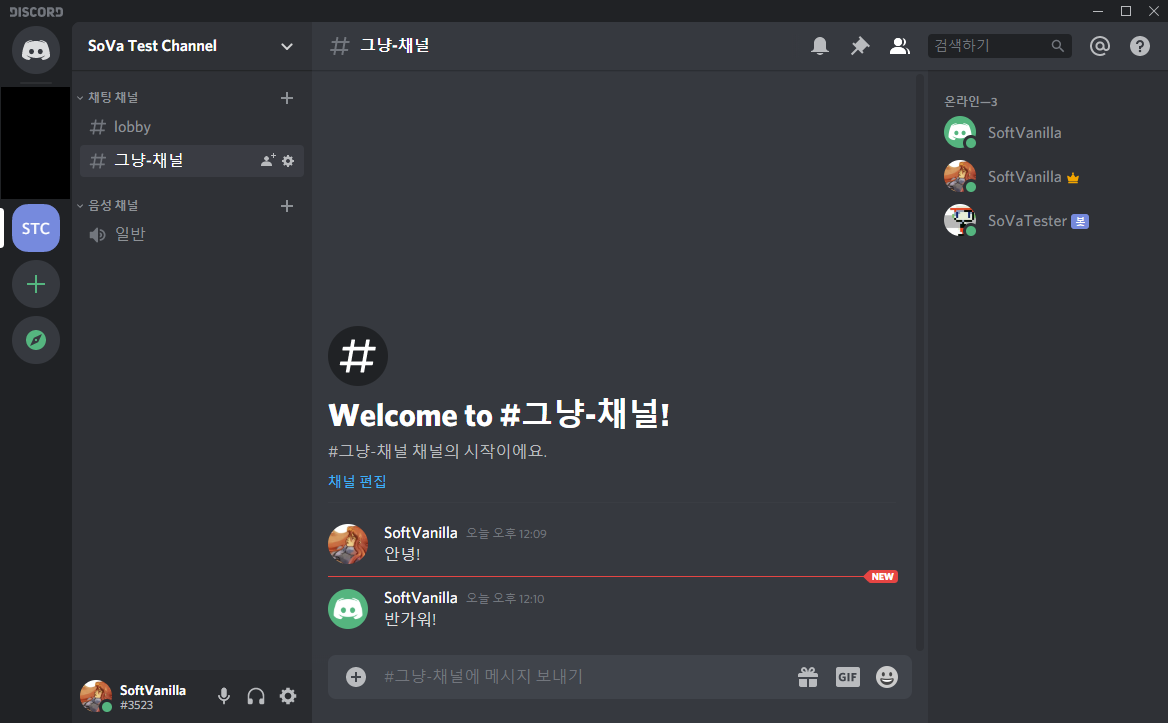 DISCORD
SoVa Test Channel
채팅 채널
lobby
그냥-채널
음성 채널
일반
STC
SoftVanilla
#3523
그냥-채널
검색하기
Welcome to #그냥-채널!
#그냥-채널 채널의 시작이에요.
채널 편집
SoftVanilla 오늘 오후 12:09
안녕!
NEW
SoftVanilla 오늘 오후 12:10
반가워!
#그냥-채널에 메시지 보내기
GIF
온라인—3
SoftVanilla
SoftVanilla
SoVaTester 봇